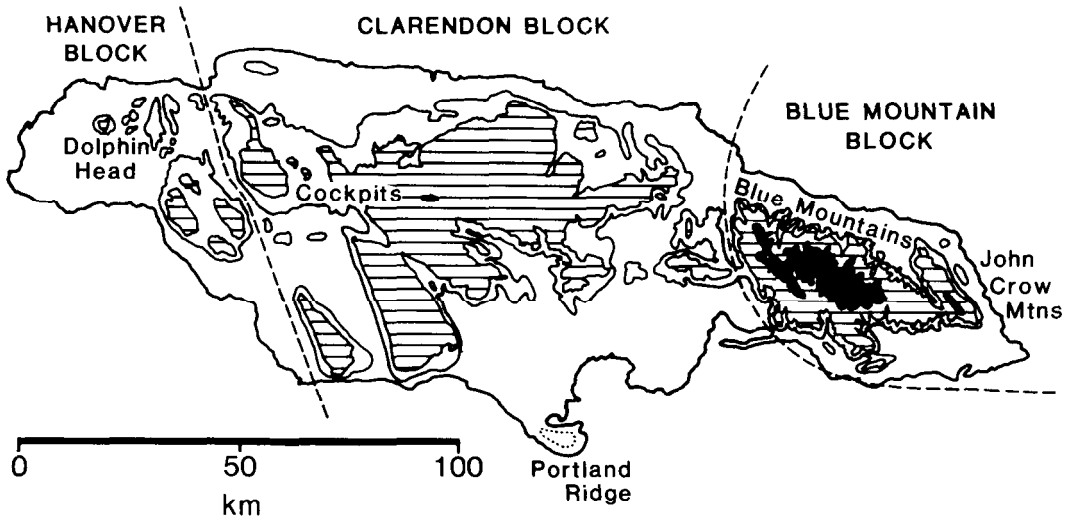 HANOVER
BLOCK
CLARENDON BLOCK
BLUE MOUNTAIN
BLOCK
Dolphin
Head
Cockpits
Blue Mountains
John
Crow
Mtns
Portland
Ridge
0 50 100
km